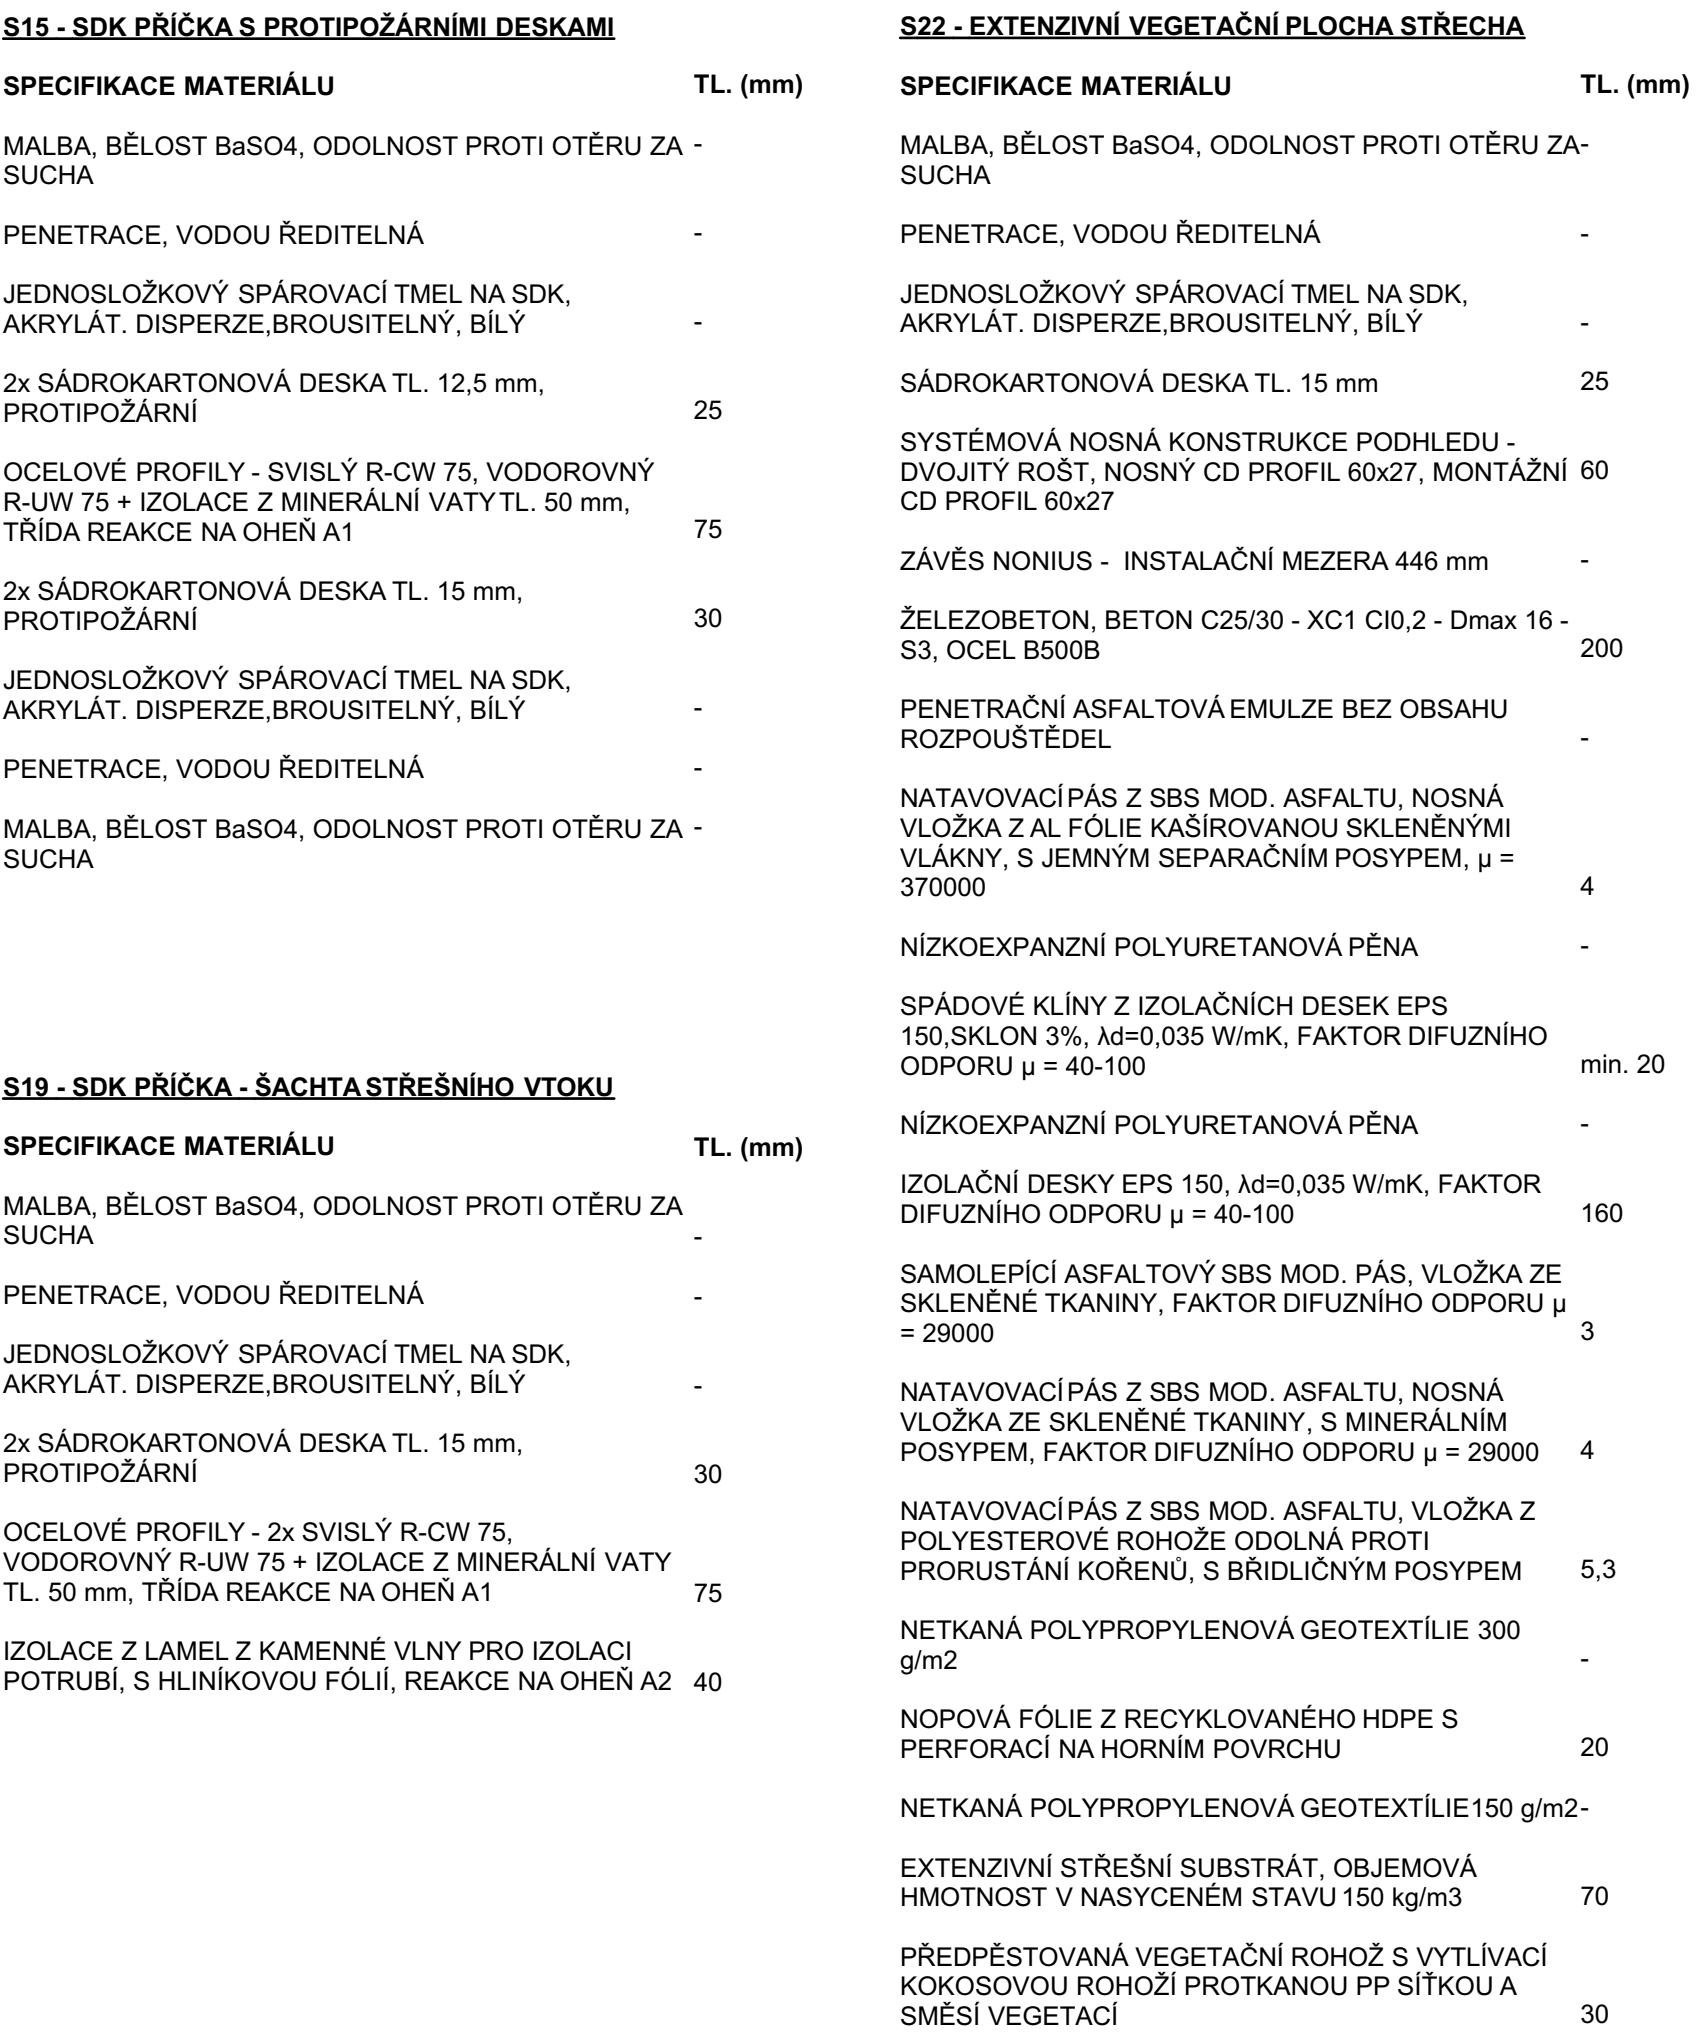 S15 - SDK PŘÍČKA S PROTIPOŽÁRNÍMI DESKAMI
SPECIFIKACE MATERIÁLU TL. (mm)
MALBA, BĚLOST BaSO4, ODOLNOST PROTI OTĚRU ZA -
SUCHA
PENETRACE, VODOU ŘEDITELNÁ -
JEDNOSLOŽKOVÝ SPÁROVACÍ TMEL NA SDK,
AKRYLÁT. DISPERZE,BROUSITELNÝ, BÍLÝ -
2x SÁDROKARTONOVÁ DESKA TL. 12,5 mm,
PROTIPOŽÁRNÍ 25
OCELOVÉ PROFILY - SVISLÝ R-CW 75, VODOROVNÝ
R-UW 75 + IZOLACE Z MINERÁLNÍ VATY TL. 50 mm,
TŘÍDA REAKCE NA OHEŇ A1 75
2x SÁDROKARTONOVÁ DESKA TL. 15 mm,
PROTIPOŽÁRNÍ 30
JEDNOSLOŽKOVÝ SPÁROVACÍ TMEL NA SDK,
AKRYLÁT. DISPERZE,BROUSITELNÝ, BÍLÝ -
PENETRACE, VODOU ŘEDITELNÁ -
MALBA, BĚLOST BaSO4, ODOLNOST PROTI OTĚRU ZA -
SUCHA
S19 - SDK PŘÍČKA - ŠACHTA STŘEŠNÍHO VTOKU
SPECIFIKACE MATERIÁLU TL. (mm)
MALBA, BĚLOST BaSO4, ODOLNOST PROTI OTĚRU ZA
SUCHA -
PENETRACE, VODOU ŘEDITELNÁ -
JEDNOSLOŽKOVÝ SPÁROVACÍ TMEL NA SDK,
AKRYLÁT. DISPERZE,BROUSITELNÝ, BÍLÝ -
2x SÁDROKARTONOVÁ DESKA TL. 15 mm,
PROTIPOŽÁRNÍ 30
OCELOVÉ PROFILY - 2x SVISLÝ R-CW 75,
VODOROVNÝ R-UW 75 + IZOLACE Z MINERÁLNÍ VATY
TL. 50 mm, TŘÍDA REAKCE NA OHEŇ A1 75
IZOLACE Z LAMEL Z KAMENNÉ VLNY PRO IZOLACI
POTRUBÍ, S HLINÍKOVOU FÓLIÍ, REAKCE NA OHEŇ A2 40
S22 - EXTENZIVNÍ VEGETAČNÍ PLOCHA STŘECHA
SPECIFIKACE MATERIÁLU TL. (mm)
MALBA, BĚLOST BaSO4, ODOLNOST PROTI OTĚRU ZA-
SUCHA
PENETRACE, VODOU ŘEDITELNÁ -
JEDNOSLOŽKOVÝ SPÁROVACÍ TMEL NA SDK,
AKRYLÁT. DISPERZE,BROUSITELNÝ, BÍLÝ -
SÁDROKARTONOVÁ DESKA TL. 15 mm 25
SYSTÉMOVÁ NOSNÁ KONSTRUKCE PODHLEDU -
DVOJITÝ ROŠT, NOSNÝ CD PROFIL 60x27, MONTÁŽNÍ 60
CD PROFIL 60x27
ZÁVĚS NONIUS - INSTALAČNÍ MEZERA 446 mm -
ŽELEZOBETON, BETON C25/30 - XC1 CI0,2 - Dmax 16 -
S3, OCEL B500B 200
PENETRAČNÍ ASFALTOVÁ EMULZE BEZ OBSAHU
ROZPOUŠTĚDEL -
NATAVOVACÍ PÁS Z SBS MOD. ASFALTU, NOSNÁ
VLOŽKA Z AL FÓLIE KAŠÍROVANOU SKLENĚNÝMI
VLÁKNY, S JEMNÝM SEPARAČNÍM POSYPEM, µ =
370000 4
NÍZKOEXPANZNÍ POLYURETANOVÁ PĚNA -
SPÁDOVÉ KLÍNY Z IZOLAČNÍCH DESEK EPS
150,SKLON 3%, λd=0,035 W/mK, FAKTOR DIFUZNÍHO
ODPORU µ = 40-100 min. 20
NÍZKOEXPANZNÍ POLYURETANOVÁ PĚNA -
IZOLAČNÍ DESKY EPS 150, λd=0,035 W/mK, FAKTOR
DIFUZNÍHO ODPORU µ = 40-100 160
SAMOLEPÍCÍ ASFALTOVÝ SBS MOD. PÁS, VLOŽKA ZE
SKLENĚNÉ TKANINY, FAKTOR DIFUZNÍHO ODPORU µ
= 29000 3
NATAVOVACÍ PÁS Z SBS MOD. ASFALTU, NOSNÁ
VLOŽKA ZE SKLENĚNÉ TKANINY, S MINERÁLNÍM
POSYPEM, FAKTOR DIFUZNÍHO ODPORU µ = 29000 4
NATAVOVACÍ PÁS Z SBS MOD. ASFALTU, VLOŽKA Z
POLYESTEROVÉ ROHOŽE ODOLNÁ PROTI
PRORUSTÁNÍ KOŘENŮ, S BŘIDLIČNÝM POSYPEM 5,3
NETKANÁ POLYPROPYLENOVÁ GEOTEXTÍLIE 300
g/m2 -
NOPOVÁ FÓLIE Z RECYKLOVANÉHO HDPE S
PERFORACÍ NA HORNÍM POVRCHU 20
NETKANÁ POLYPROPYLENOVÁ GEOTEXTÍLIE150 g/m2-
EXTENZIVNÍ STŘEŠNÍ SUBSTRÁT, OBJEMOVÁ
HMOTNOST V NASYCENÉM STAVU 150 kg/m3 70
PŘEDPĚSTOVANÁ VEGETAČNÍ ROHOŽ S VYTLÍVACÍ
KOKOSOVOU ROHOŽÍ PROTKANOU PP SÍŤKOU A
SMĚSÍ VEGETACÍ 30